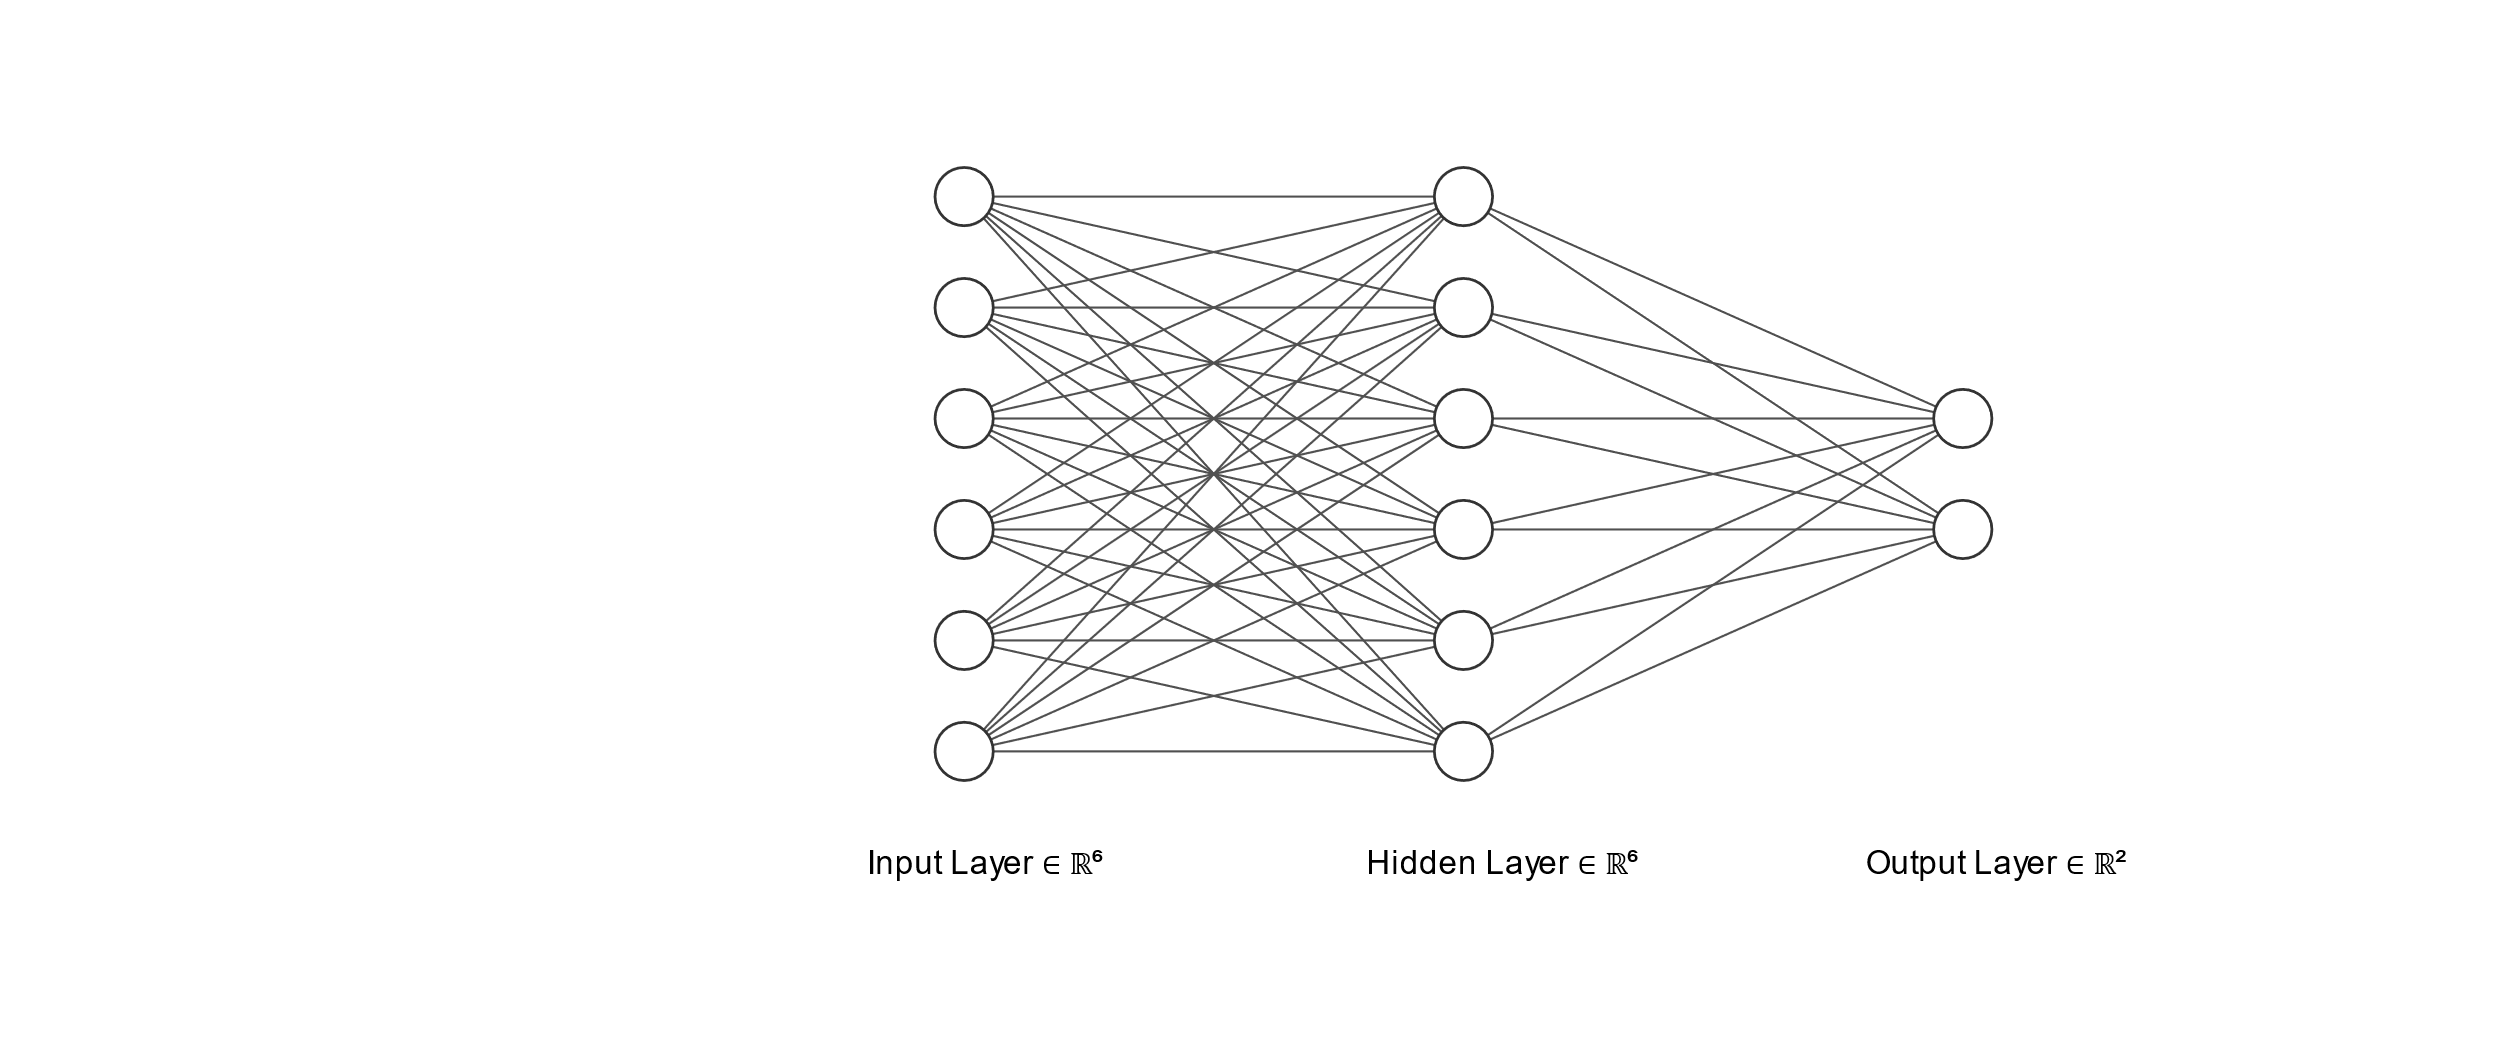 Input Layer ∈ ℝ⁶
Hidden Layer ∈ ℝ⁶
Output Layer ∈ ℝ²